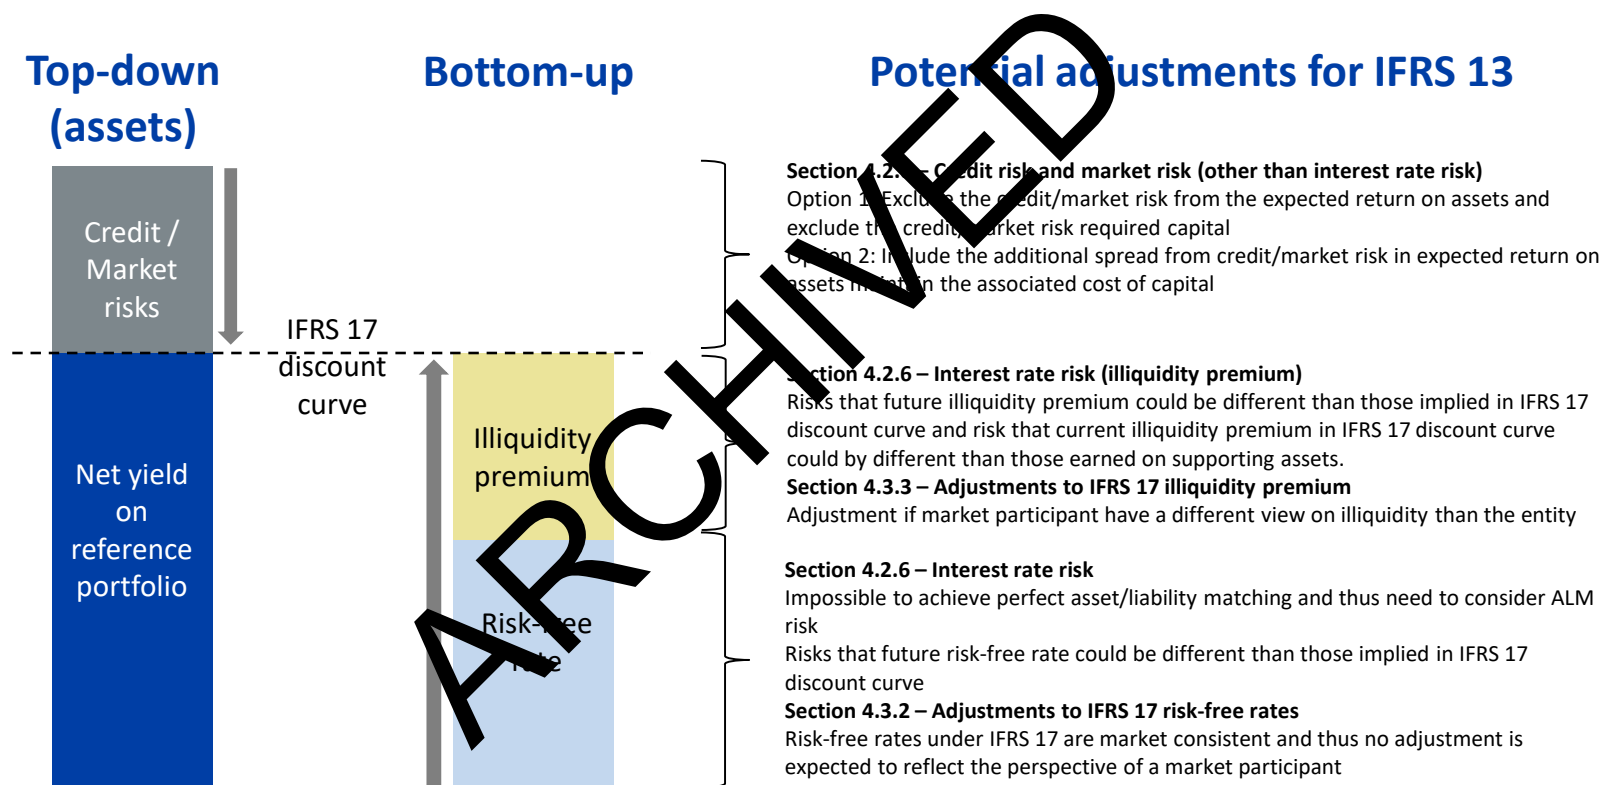 Top-down
(assets)
Bottom-up
Potential adjustments for IFRS 13
Credit /
Market
risks
IFRS 17
discount
curve
Net yield
on
reference
portfolio
Illiquidity
premium
Risk-free
rate
Section 4.2. – Credit risk and market risk (other than interest rate risk)
Option 1: Exclude the credit/market risk from the expected return on assets and
exclude the credit/market risk required capital
Option 2: Include the additional spread from credit/market risk in expected return on
assets maintain the associated cost of capital
Section 4.2.6 – Interest rate risk (illiquidity premium)
Risks that future illiquidity premium could be different than those implied in IFRS 17
discount curve and risk that current illiquidity premium in IFRS 17 discount curve
could by different than those earned on supporting assets.
Section 4.3.3 – Adjustments to IFRS 17 illiquidity premium
Adjustment if market participant have a different view on illiquidity than the entity
Section 4.2.6 – Interest rate risk
Impossible to achieve perfect asset/liability matching and thus need to consider ALM
risk
Risks that future risk-free rate could be different than those implied in IFRS 17
discount curve
Section 4.3.2 – Adjustments to IFRS 17 risk-free rates
Risk-free rates under IFRS 17 are market consistent and thus no adjustment is
expected to reflect the perspective of a market participant
ARCHIVED